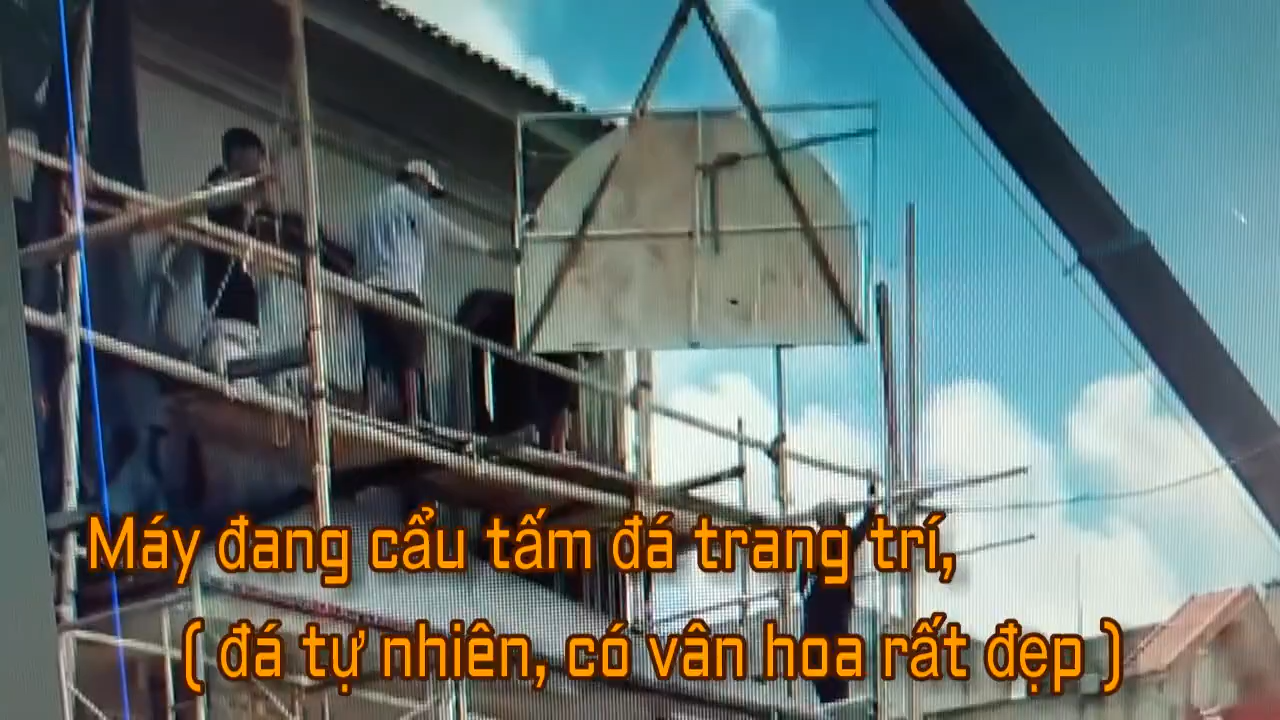 Máy đang cẩu tấm đá trang trí,
( đá tự nhiên, có vân hoa rất đẹp )